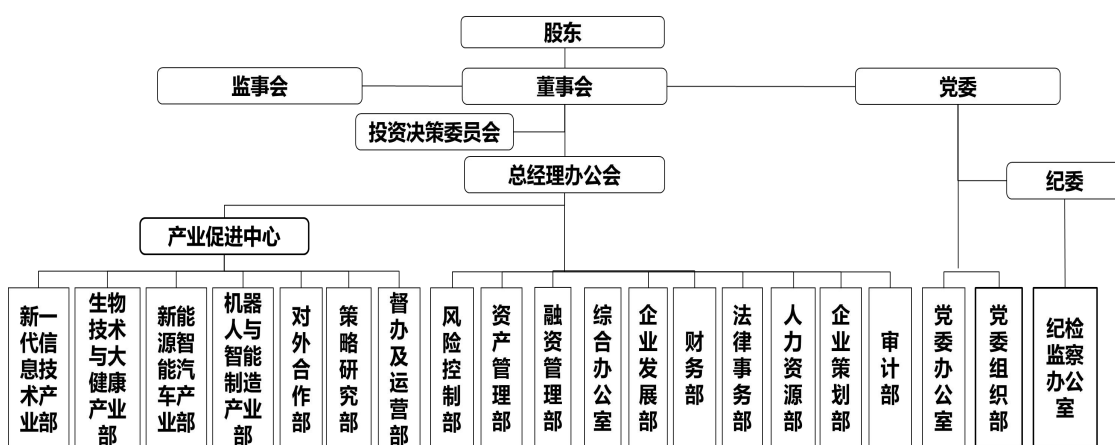 股东
监事会
董事会
党委
投资决策委员会
总经理办公会
纪委
产业促进中心
新一代信息技术产业部
生物技术与大健康产业部
新能源智能汽车产业部
机器人与智能制造产业部
对外合作部
策略研究部
督办及运营部
风险控制部
资产管理部
融资管理部
综合办公室
企业发展部
财务部
法律事务部
人力资源部
企业策划部
审计部
党委办公室
党委组织部
纪检监察办公室